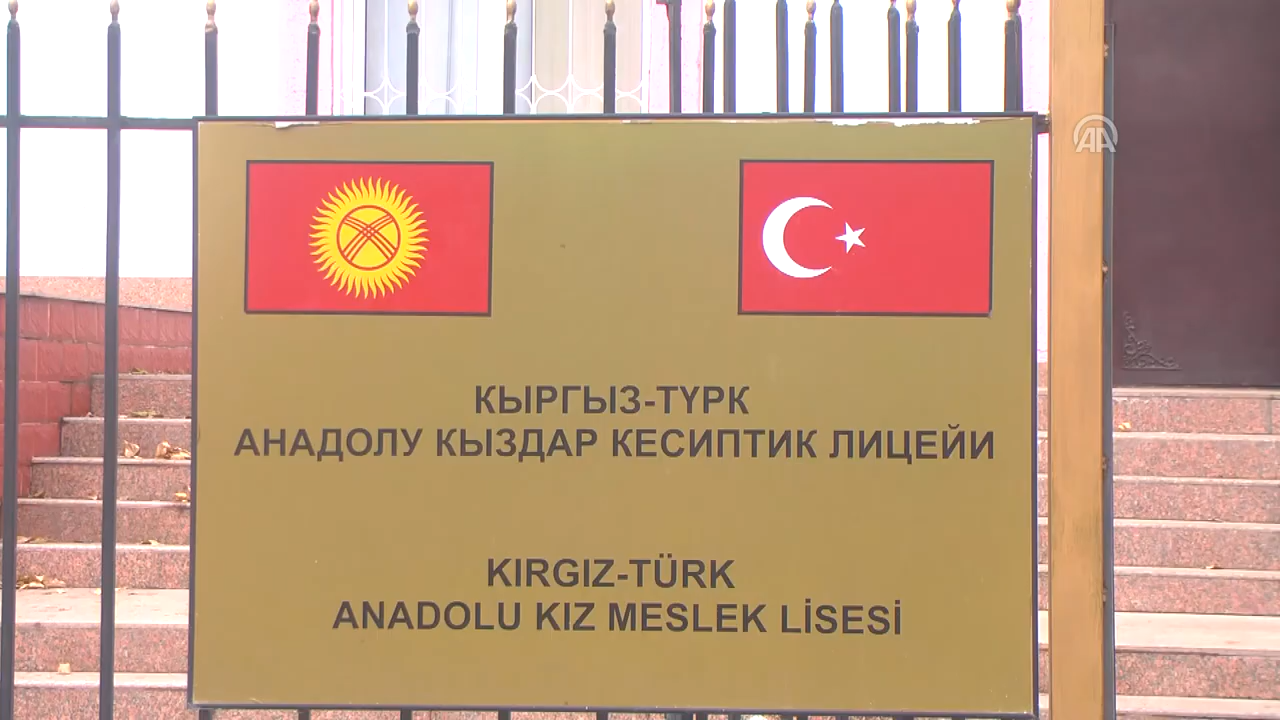 AA
КЫРГЫЗ-ТҮРК
АНАДОЛУ КЫЗДАР КЕСИПТИК ЛИЦЕЙИ
KIRGIZ-TÜRK
ANADOLU KIZ MESLEK LİSESİ